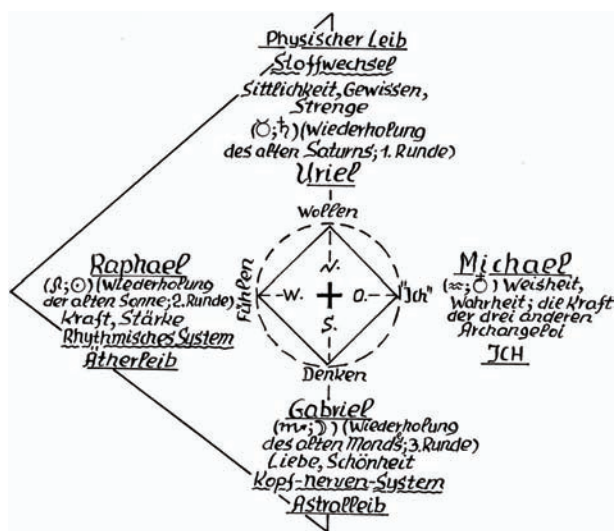 Physischer Leib
Stoffwechsel
Sittlichkeit, Gewissen,
Strenge
(♉; ♄) (Wiederholung
des alten Saturns; 1. Runde)
Uriel
Wollen
N.
Raphael
(♌; ☉) (Wiederholung
der alten Sonne; 2. Runde)
Kraft, Stärke
Rhythmisches System
Ätherleib
Fühlen
W.
O.
"Ich"
Michael
(♒; ♁) Weisheit,
Wahrheit; die Kraft
der drei anderen
Archangeloi
ICH
S.
Denken
Gabriel
(♏; ☽) (Wiederholung
des alten Monds; 3. Runde)
Liebe, Schönheit
Kopf-nerven-System
Astralleib